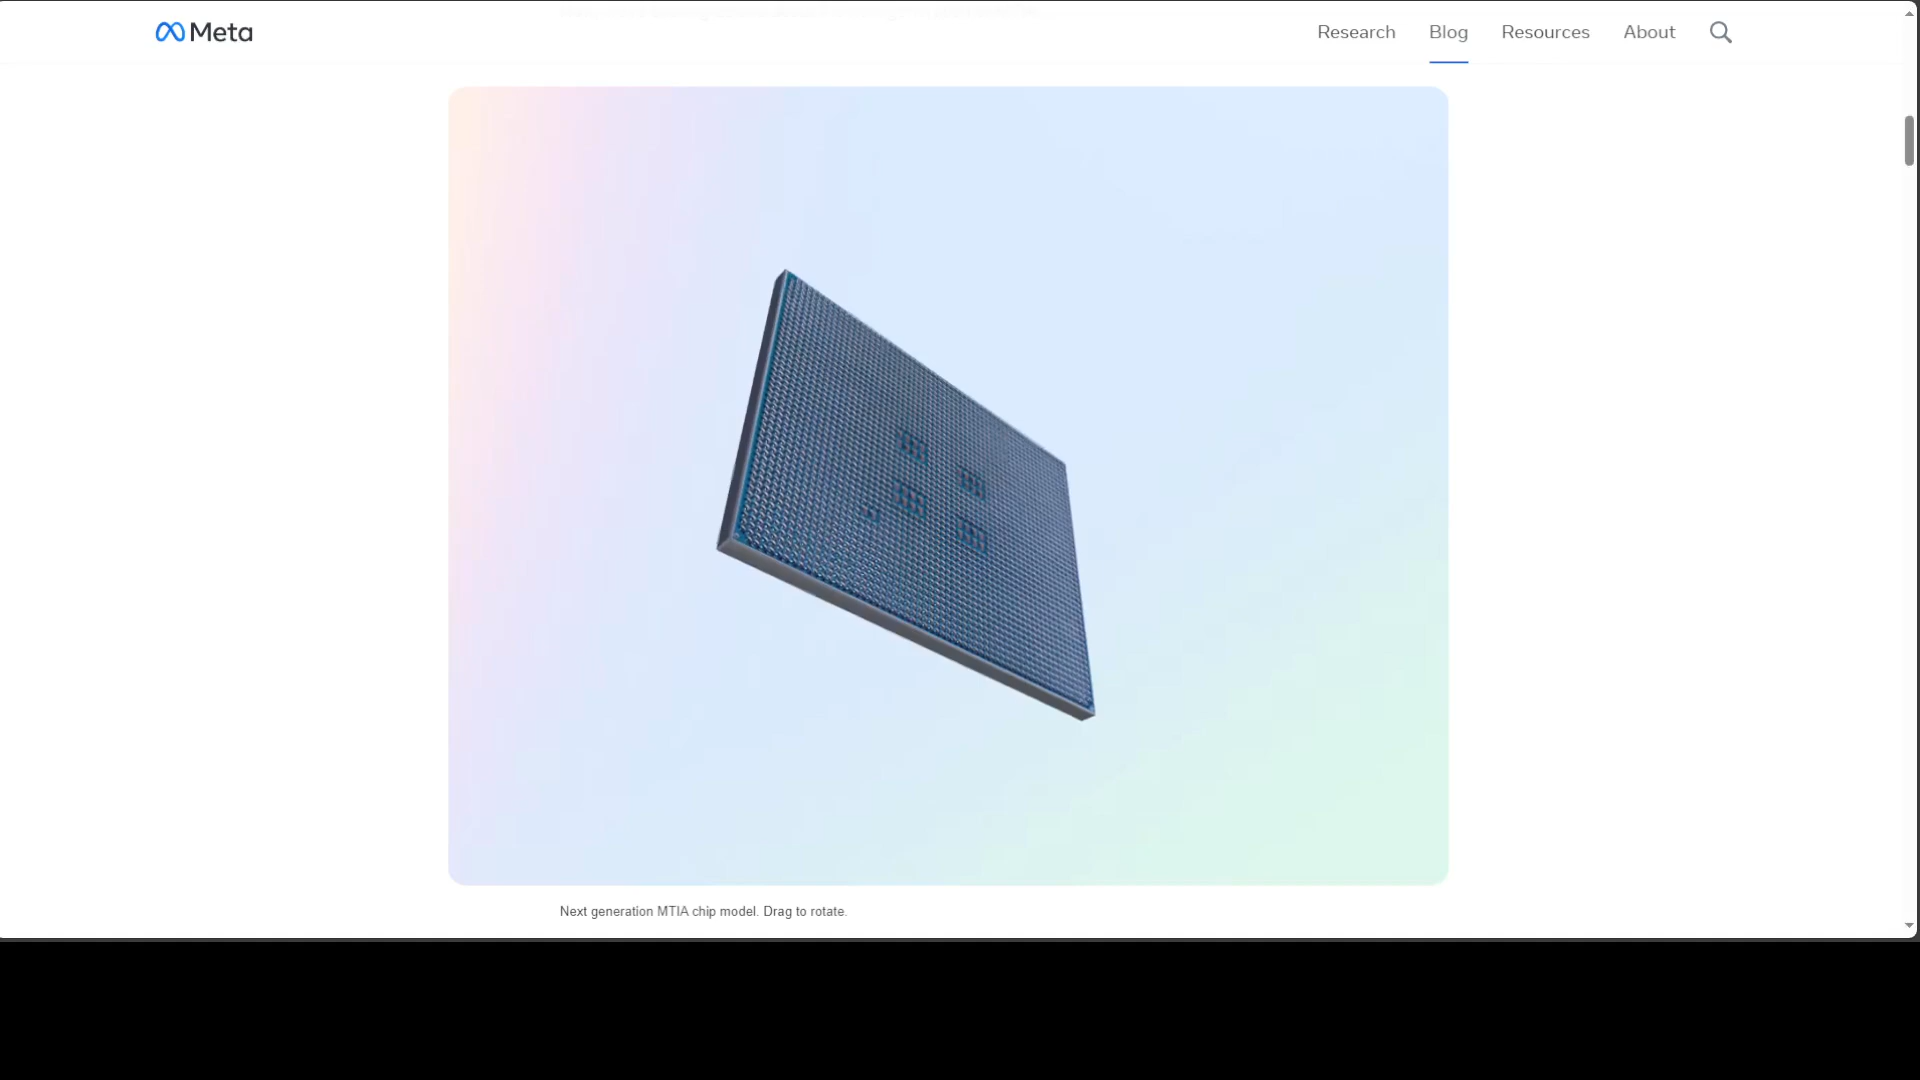 Meta
Research Blog Resources About
Next generation MTIA chip model. Drag to rotate.